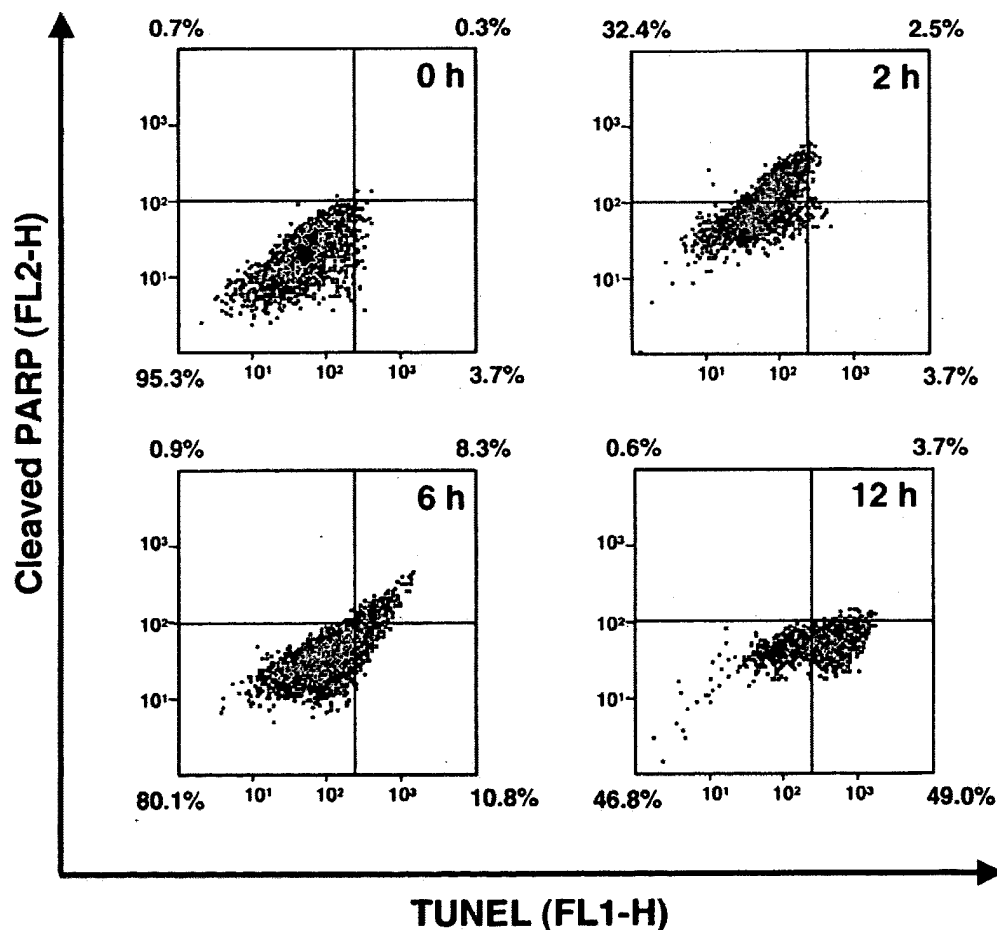 0.7% 0.3% 32.4% 2.5%
0 h 2 h
10³ 10³
10² 10²
10¹ 10¹
95.3% 10¹ 10² 10³ 3.7% 10¹ 10² 10³ 3.7%
0.9% 8.3% 0.6% 3.7%
6 h 12 h
10³ 10³
10² 10²
10¹ 10¹
80.1% 10¹ 10² 10³ 10.8% 46.8% 10¹ 10² 10³ 49.0%
Cleaved PARP (FL2-H)
TUNEL (FL1-H)